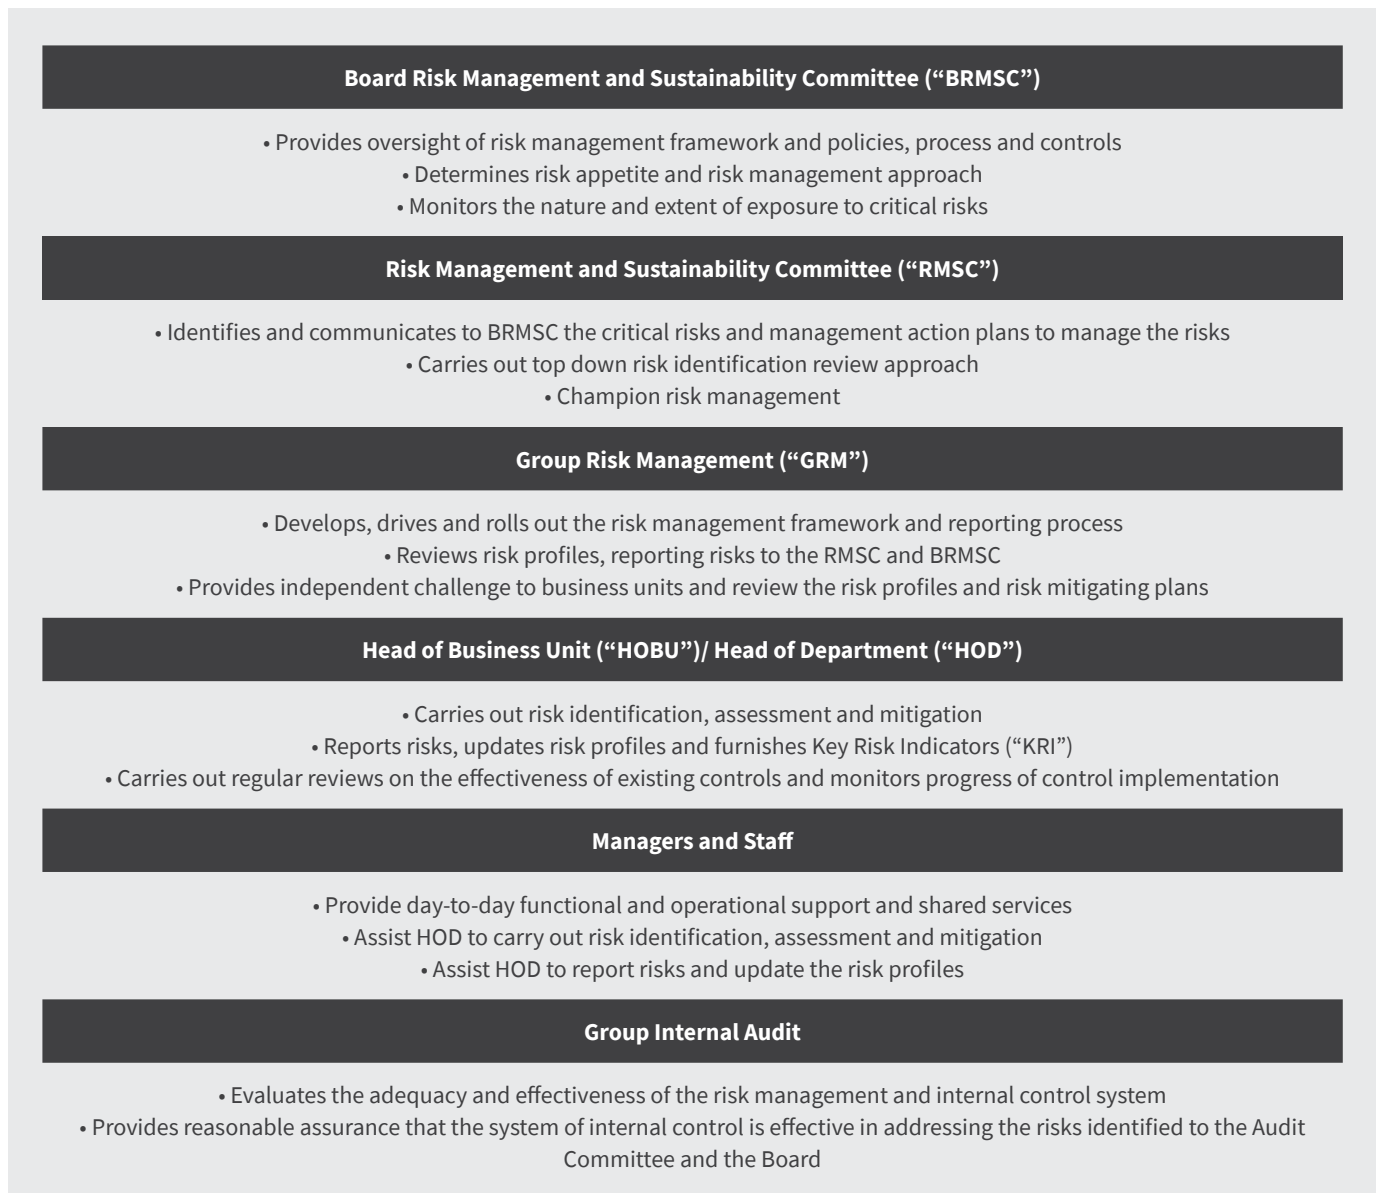 Board Risk Management and Sustainability Committee (“BRMSC”)
• Provides oversight of risk management framework and policies, process and controls
• Determines risk appetite and risk management approach
• Monitors the nature and extent of exposure to critical risks
Risk Management and Sustainability Committee (“RMSC”)
• Identifies and communicates to BRMSC the critical risks and management action plans to manage the risks
• Carries out top down risk identification review approach
• Champion risk management
Group Risk Management (“GRM”)
• Develops, drives and rolls out the risk management framework and reporting process
• Reviews risk profiles, reporting risks to the RMSC and BRMSC
• Provides independent challenge to business units and review the risk profiles and risk mitigating plans
Head of Business Unit (“HOBU”)/ Head of Department (“HOD”)
• Carries out risk identification, assessment and mitigation
• Reports risks, updates risk profiles and furnishes Key Risk Indicators (“KRI”)
• Carries out regular reviews on the effectiveness of existing controls and monitors progress of control implementation
Managers and Staff
• Provide day-to-day functional and operational support and shared services
• Assist HOD to carry out risk identification, assessment and mitigation
• Assist HOD to report risks and update the risk profiles
Group Internal Audit
• Evaluates the adequacy and effectiveness of the risk management and internal control system
• Provides reasonable assurance that the system of internal control is effective in addressing the risks identified to the Audit
Committee and the Board